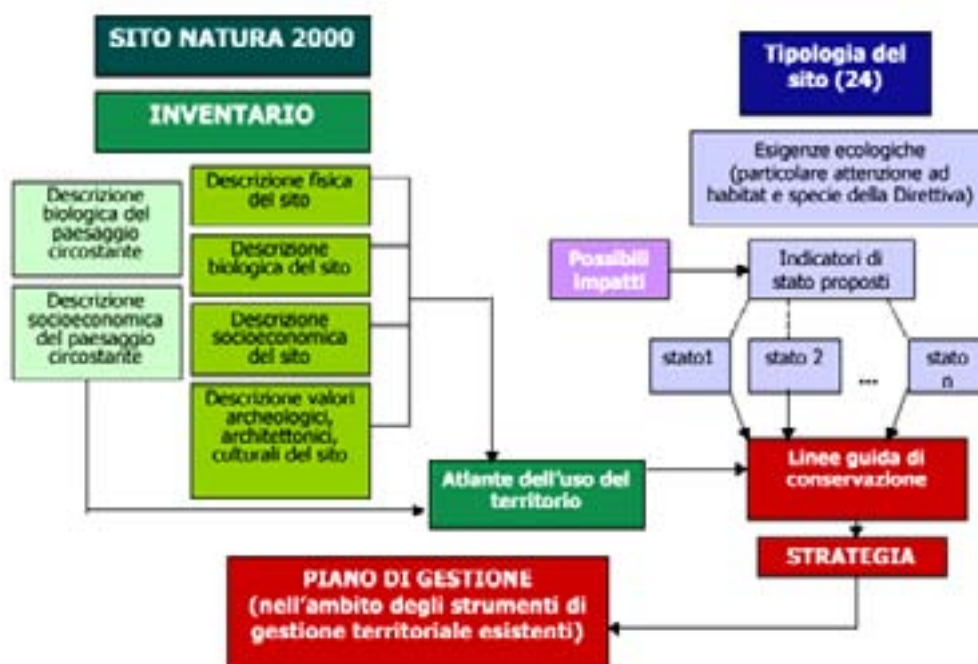 SITO NATURA 2000
INVENTARIO
Descrizione
biologica del
paesaggio
circostante
Descrizione
socioeconomica
del paesaggio
circostante
Descrizione fisica
del sito
Descrizione
biologica del sito
Descrizione
socioeconomica
del sito
Descrizione valori
archeologici,
architettonici,
culturali del sito
Atlante dell'uso del
territorio
Tipologia del
sito (24)
Esigenze ecologiche
(particolare attenzione ad
habitat e specie della Direttiva)
Possibili
impatti
Indicatori di
stato proposti
stato1
stato 2
...
stato
n
Linee guida di
conservazione
STRATEGIA
PIANO DI GESTIONE
(nell'ambito degli strumenti di
gestione territoriale esistenti)